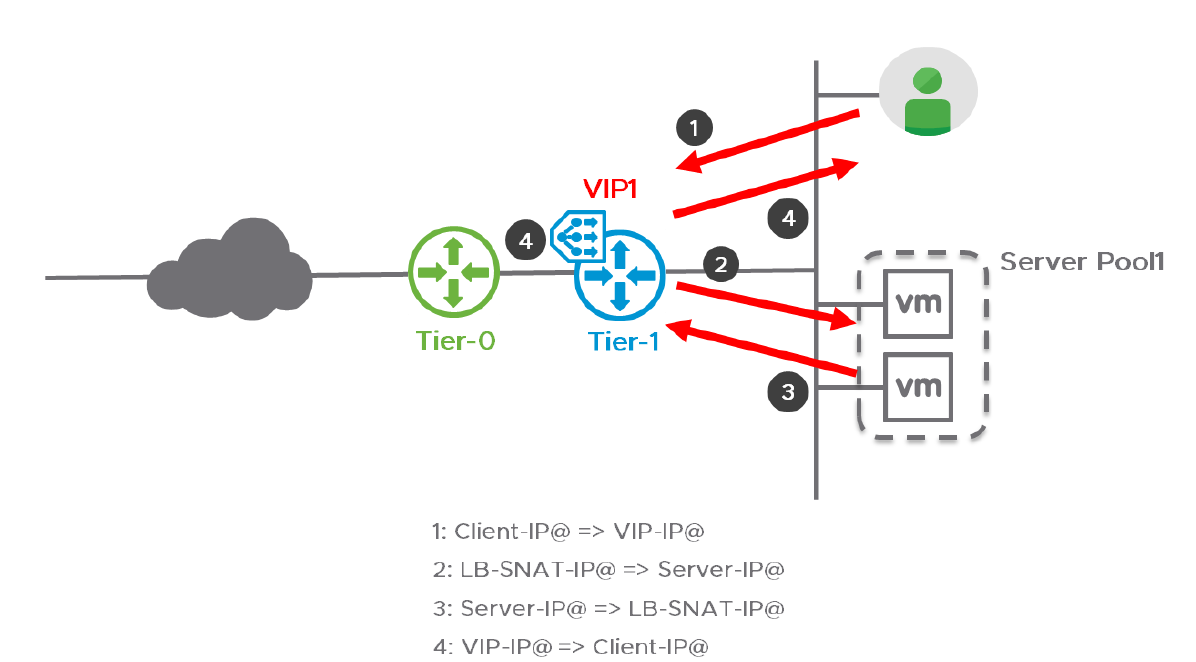 1
VIP1
4
4
2
Server Pool1
vm
Tier-0
Tier-1
vm
3
1: Client-IP@ => VIP-IP@
2: LB-SNAT-IP@ => Server-IP@
3: Server-IP@ => LB-SNAT-IP@
4: VIP-IP@ => Client-IP@